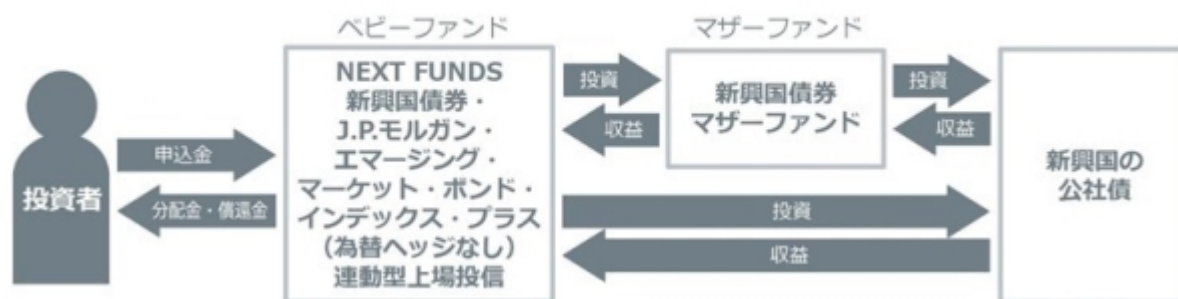 ベビーファンド
マザーファンド
NEXT FUNDS
新興国債券・
J.P.モルガン・
エマージング・
マーケット・ボンド・
インデックス・プラス
（為替ヘッジなし）
連動型上場投信
投資
収益
新興国債券
マザーファンド
投資
収益
新興国の
公社債
投資者
申込金
分配金・償還金
投資
収益